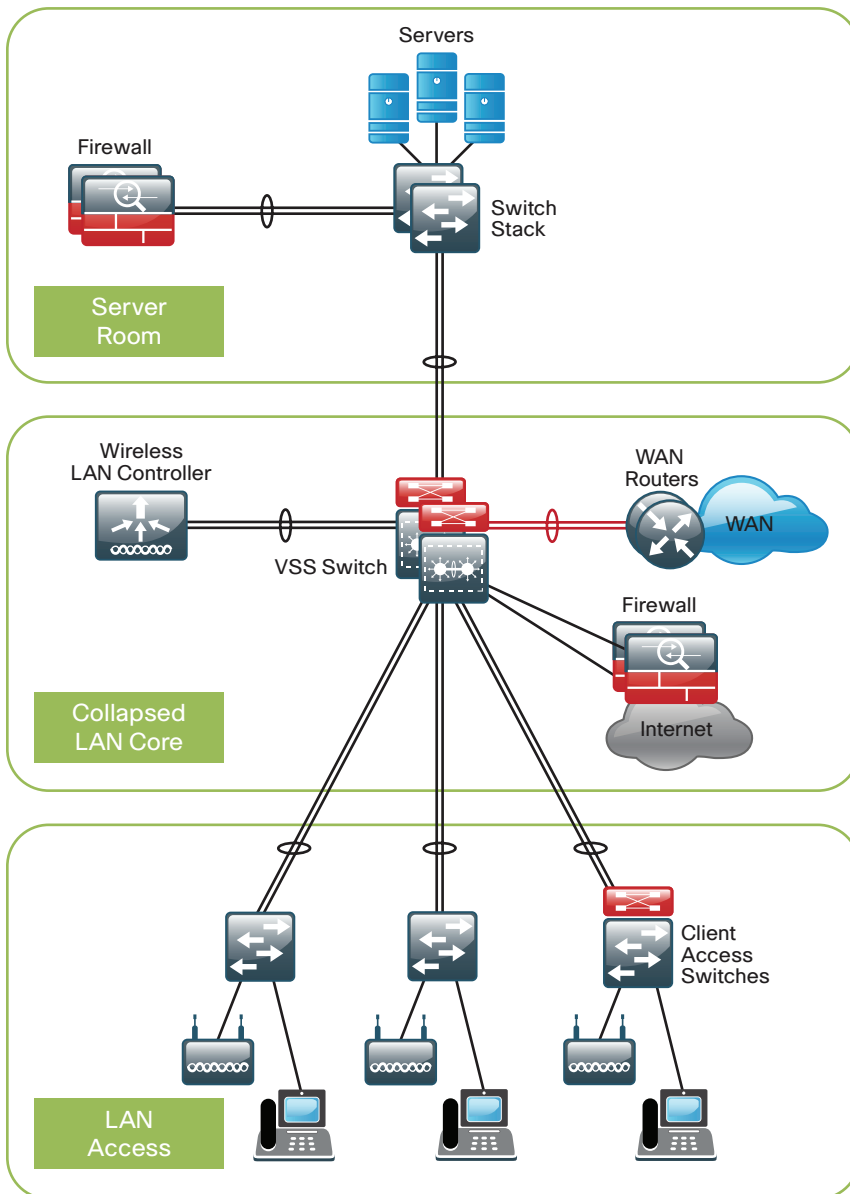 Servers
Firewall
Switch
Stack
Server
Room
Wireless
LAN Controller
WAN
Routers
WAN
VSS Switch
Firewall
Internet
Collapsed
LAN Core
Client
Access
Switches
LAN
Access